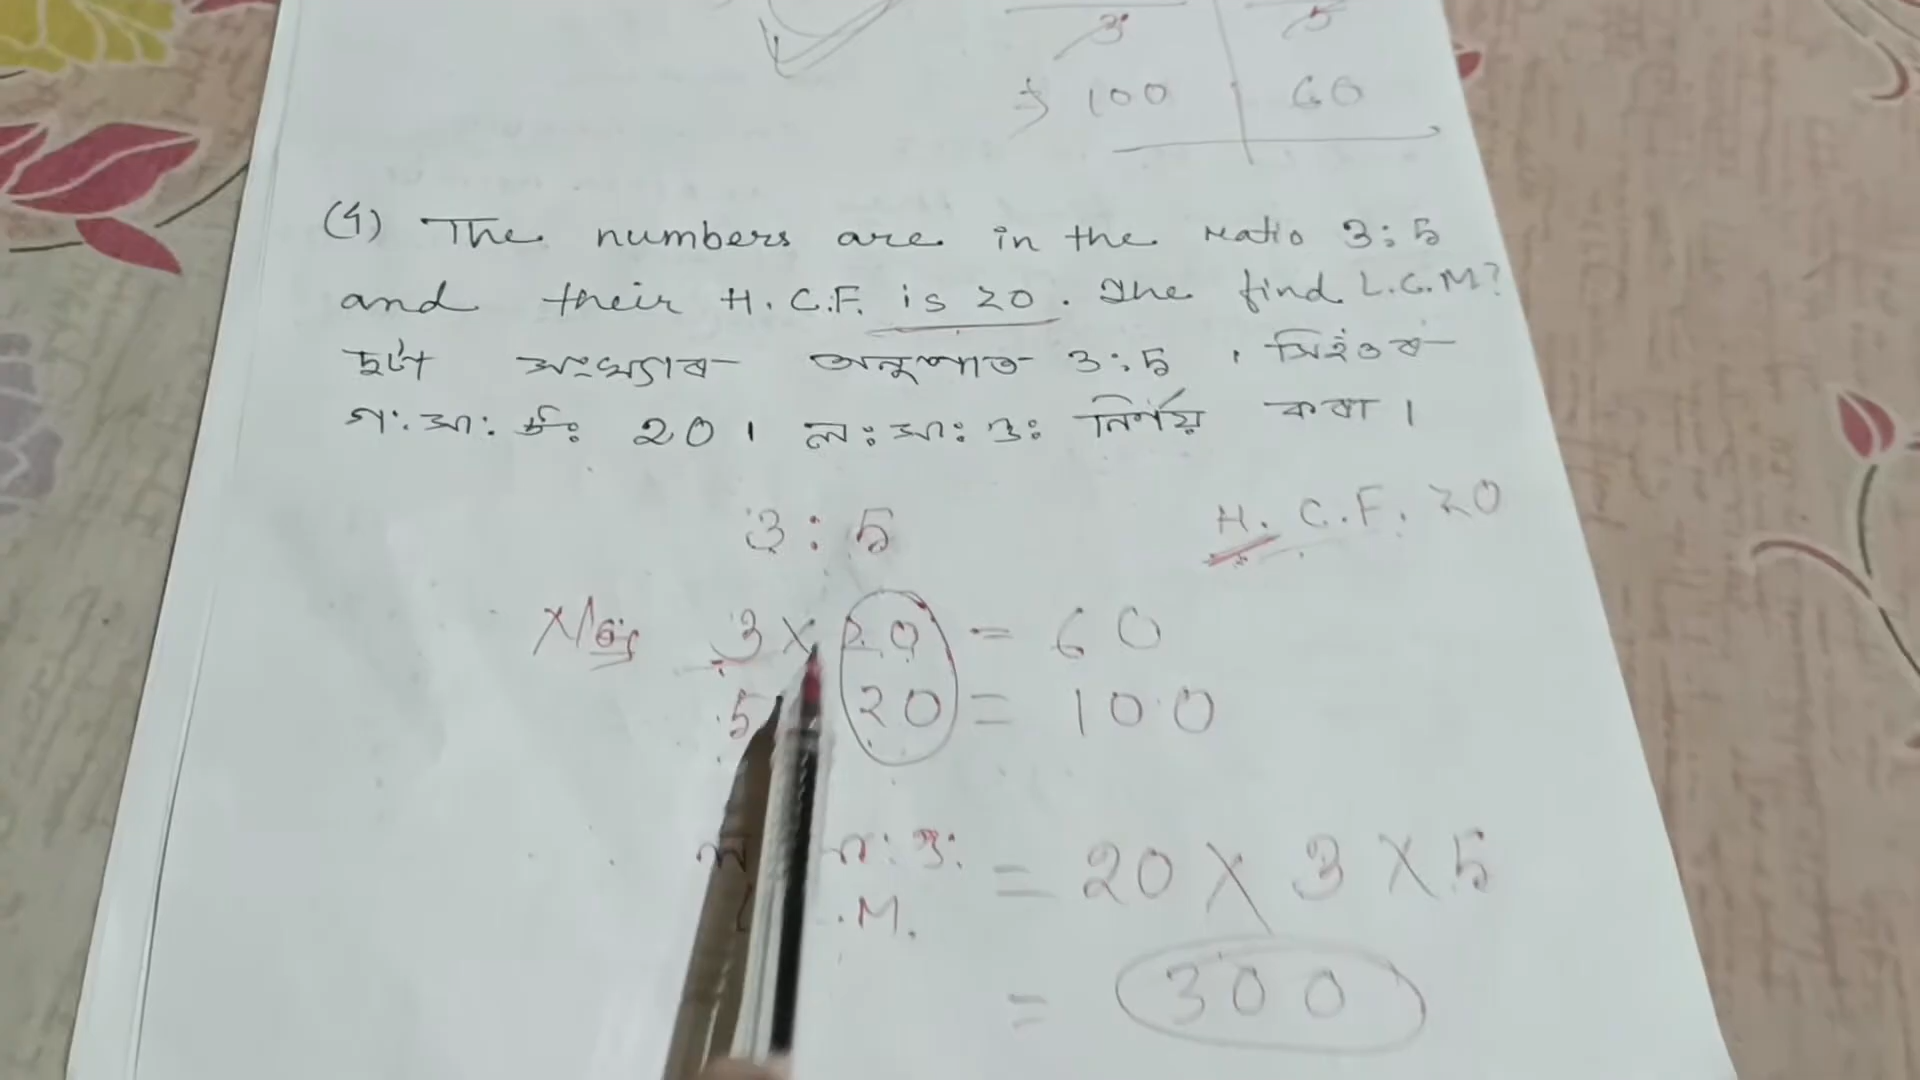 3 5
100 60
(4) The numbers are in the ratio 3:5
and their H.C.F. is 20. The find L.C.M?
দুটা সংখ্যাৰ অনুপাত 3:5 । সিহঁতৰ
গ: সা: উ: 20। ল: সা: গু: নিৰ্ণয় কৰা।
3 : 5
H. C.F. 20
3 × 20 = 60
5 20 = 100
= 20 × 3 × 5
.M.
= 300